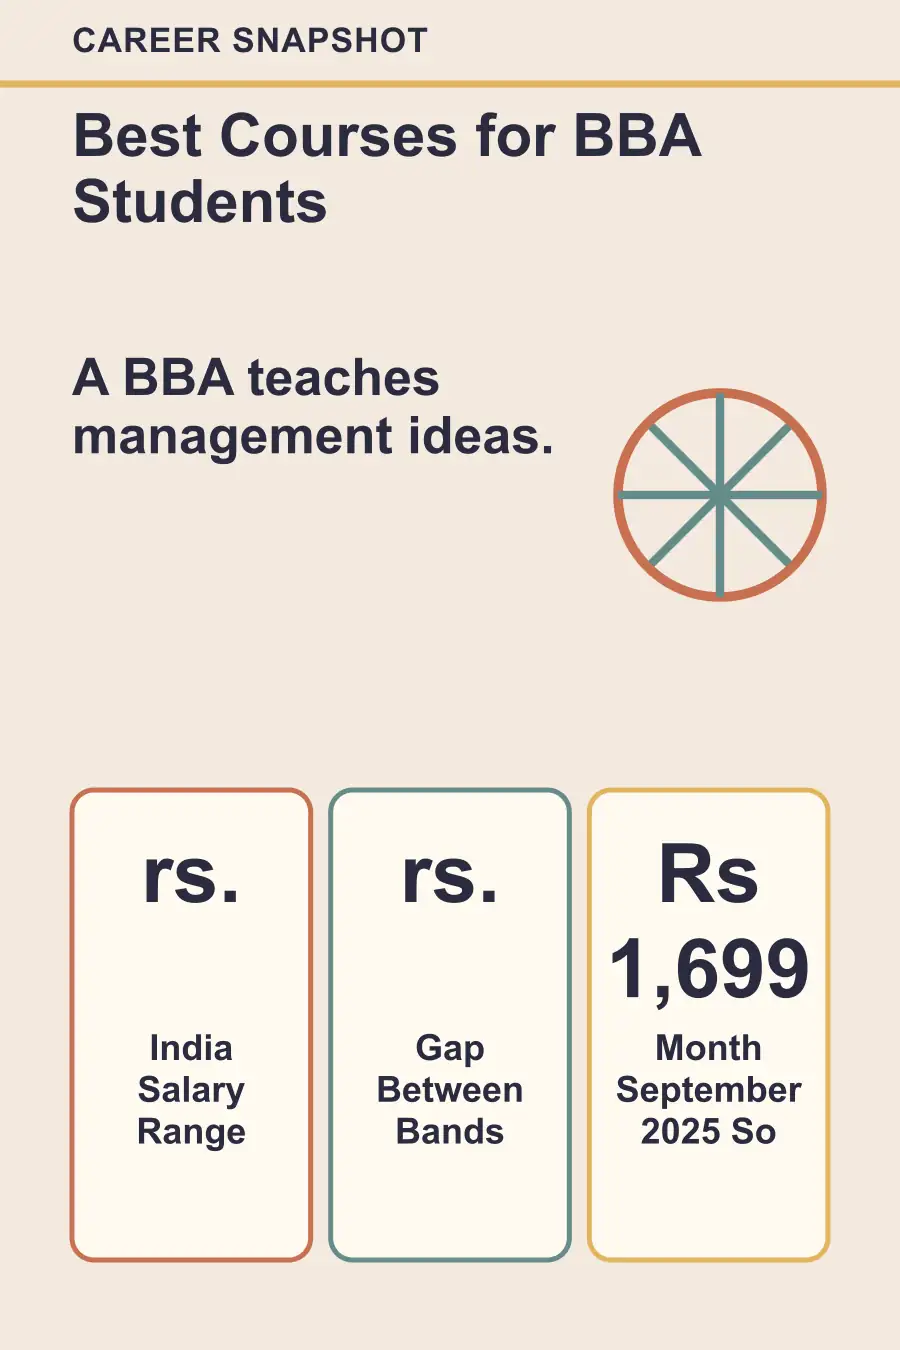 CAREER SNAPSHOT
Best Courses for BBA
Students
A BBA teaches
management ideas.
rs.
India
Salary
Range
rs.
Gap
Between
Bands
Rs
1,699
Month
September
2025 So